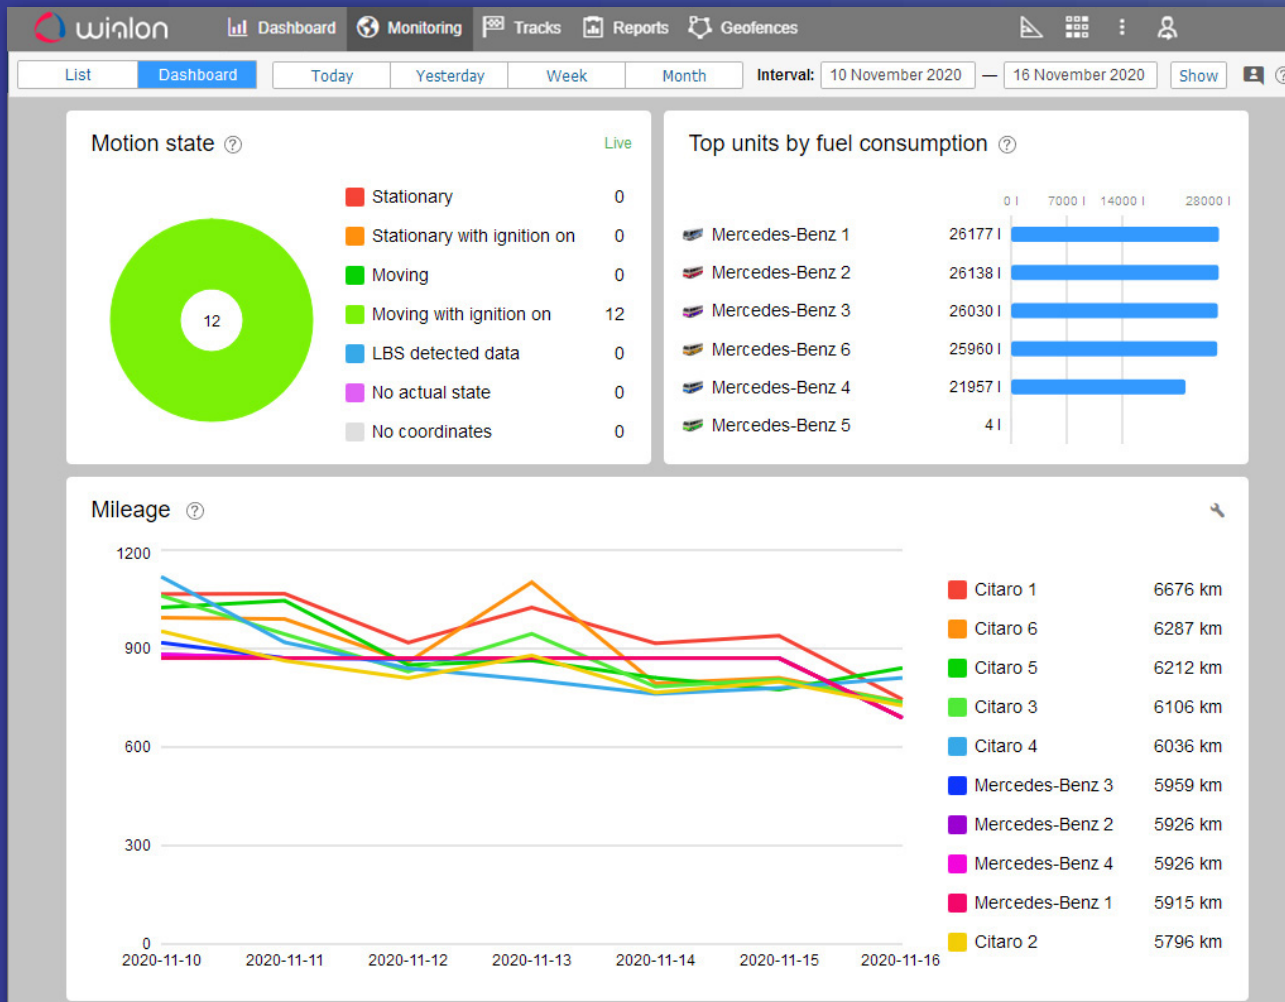 wialon Dashboard Monitoring Tracks Reports Geofences
List Dashboard Today Yesterday Week Month Interval: 10 November 2020 — 16 November 2020 Show
Motion state ? Live
12
Stationary 0
Stationary with ignition on 0
Moving 0
Moving with ignition on 12
LBS detected data 0
No actual state 0
No coordinates 0
Top units by fuel consumption ?
0 l 7000 l 14000 l 28000 l
Mercedes-Benz 1 26177 l
Mercedes-Benz 2 26138 l
Mercedes-Benz 3 26030 l
Mercedes-Benz 6 25960 l
Mercedes-Benz 4 21957 l
Mercedes-Benz 5 4 l
Mileage ?
1200
900
600
300
0
2020-11-10 2020-11-11 2020-11-12 2020-11-13 2020-11-14 2020-11-15 2020-11-16
Citaro 1 6676 km
Citaro 6 6287 km
Citaro 5 6212 km
Citaro 3 6106 km
Citaro 4 6036 km
Mercedes-Benz 3 5959 km
Mercedes-Benz 2 5926 km
Mercedes-Benz 4 5926 km
Mercedes-Benz 1 5915 km
Citaro 2 5796 km